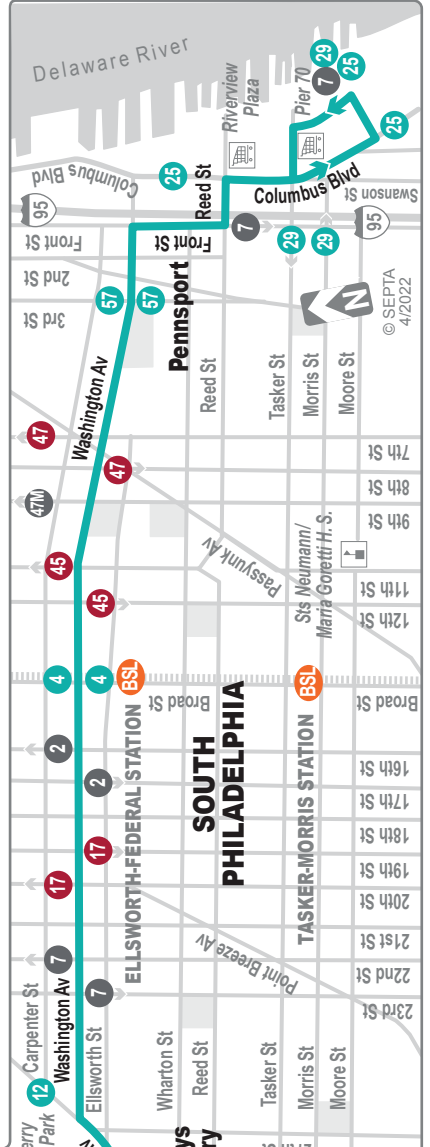 Delaware River
29
7
25
Pier 70
Riverview
Plaza
25
25
Columbus Blvd
Columbus Blvd
Swanson St
Reed St
95
95
Front St
Front St
7
29
29
2nd St
3rd St
57
57
Pennsport
N
© SEPTA
4/2022
Washington Av
Reed St
Tasker St
Morris St
Moore St
47
47
47M
7th St
8th St
9th St
Passyunk Av
Sts Neumann/
Maria Goretti H. S.
45
45
11th St
12th St
4
4
BSL
BSL
Broad St
Broad St
ELLSWORTH-FEDERAL STATION
SOUTH
PHILADELPHIA
TASKER-MORRIS STATION
2
2
16th St
17th St
17
17
18th St
19th St
20th St
21st St
Point Breeze Av
7
7
22nd St
23rd St
12
Carpenter St
Washington Av
Ellsworth St
Wharton St
Reed St
Tasker St
Morris St
Moore St
Park